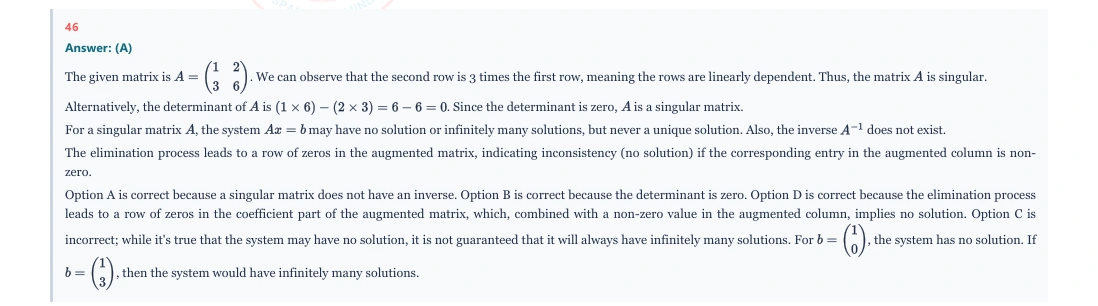 46
Answer: (A)
The given matrix is A = (1 2
3 6). We can observe that the second row is 3 times the first row, meaning the rows are linearly dependent. Thus, the matrix A is singular.
Alternatively, the determinant of A is (1 × 6) − (2 × 3) = 6 − 6 = 0. Since the determinant is zero, A is a singular matrix.
For a singular matrix A, the system Ax = b may have no solution or infinitely many solutions, but never a unique solution. Also, the inverse A⁻¹ does not exist.
The elimination process leads to a row of zeros in the augmented matrix, indicating inconsistency (no solution) if the corresponding entry in the augmented column is non-
zero.
Option A is correct because a singular matrix does not have an inverse. Option B is correct because the determinant is zero. Option D is correct because the elimination process
leads to a row of zeros in the coefficient part of the augmented matrix, which, combined with a non-zero value in the augmented column, implies no solution. Option C is
incorrect; while it's true that the system may have no solution, it is not guaranteed that it will always have infinitely many solutions. For b = (1
0), the system has no solution. If
b = (1
3), then the system would have infinitely many solutions.